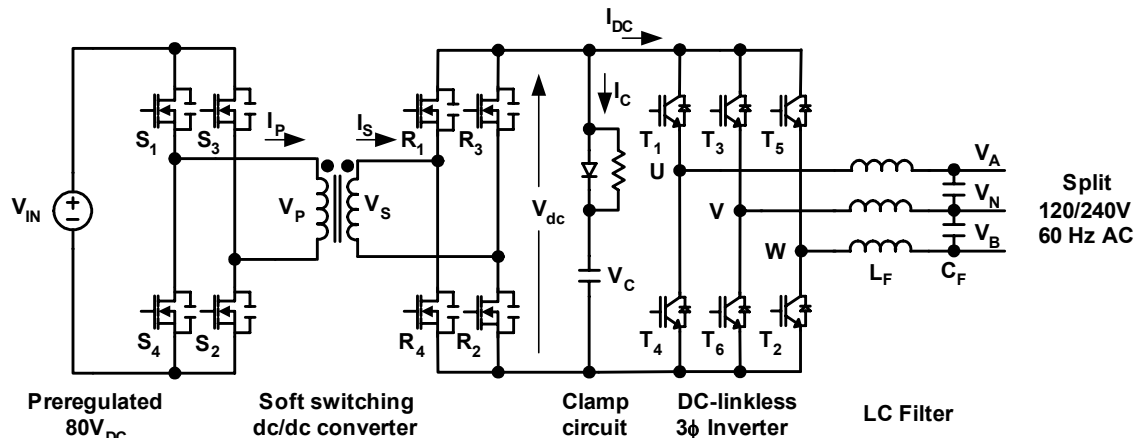 I_DC
I_C
S_1
S_3
I_P
I_S
R_1
R_3
T_1
T_3
T_5
U
V_A
V_IN
+
−
V_P
V_S
V_dc
V
V_N
Split
120/240V
60 Hz AC
W
V_B
V_C
L_F
C_F
S_4
S_2
R_4
R_2
T_4
T_6
T_2
Preregulated
80V_DC
Soft switching
dc/dc converter
Clamp
circuit
DC-linkless
3ϕ Inverter
LC Filter